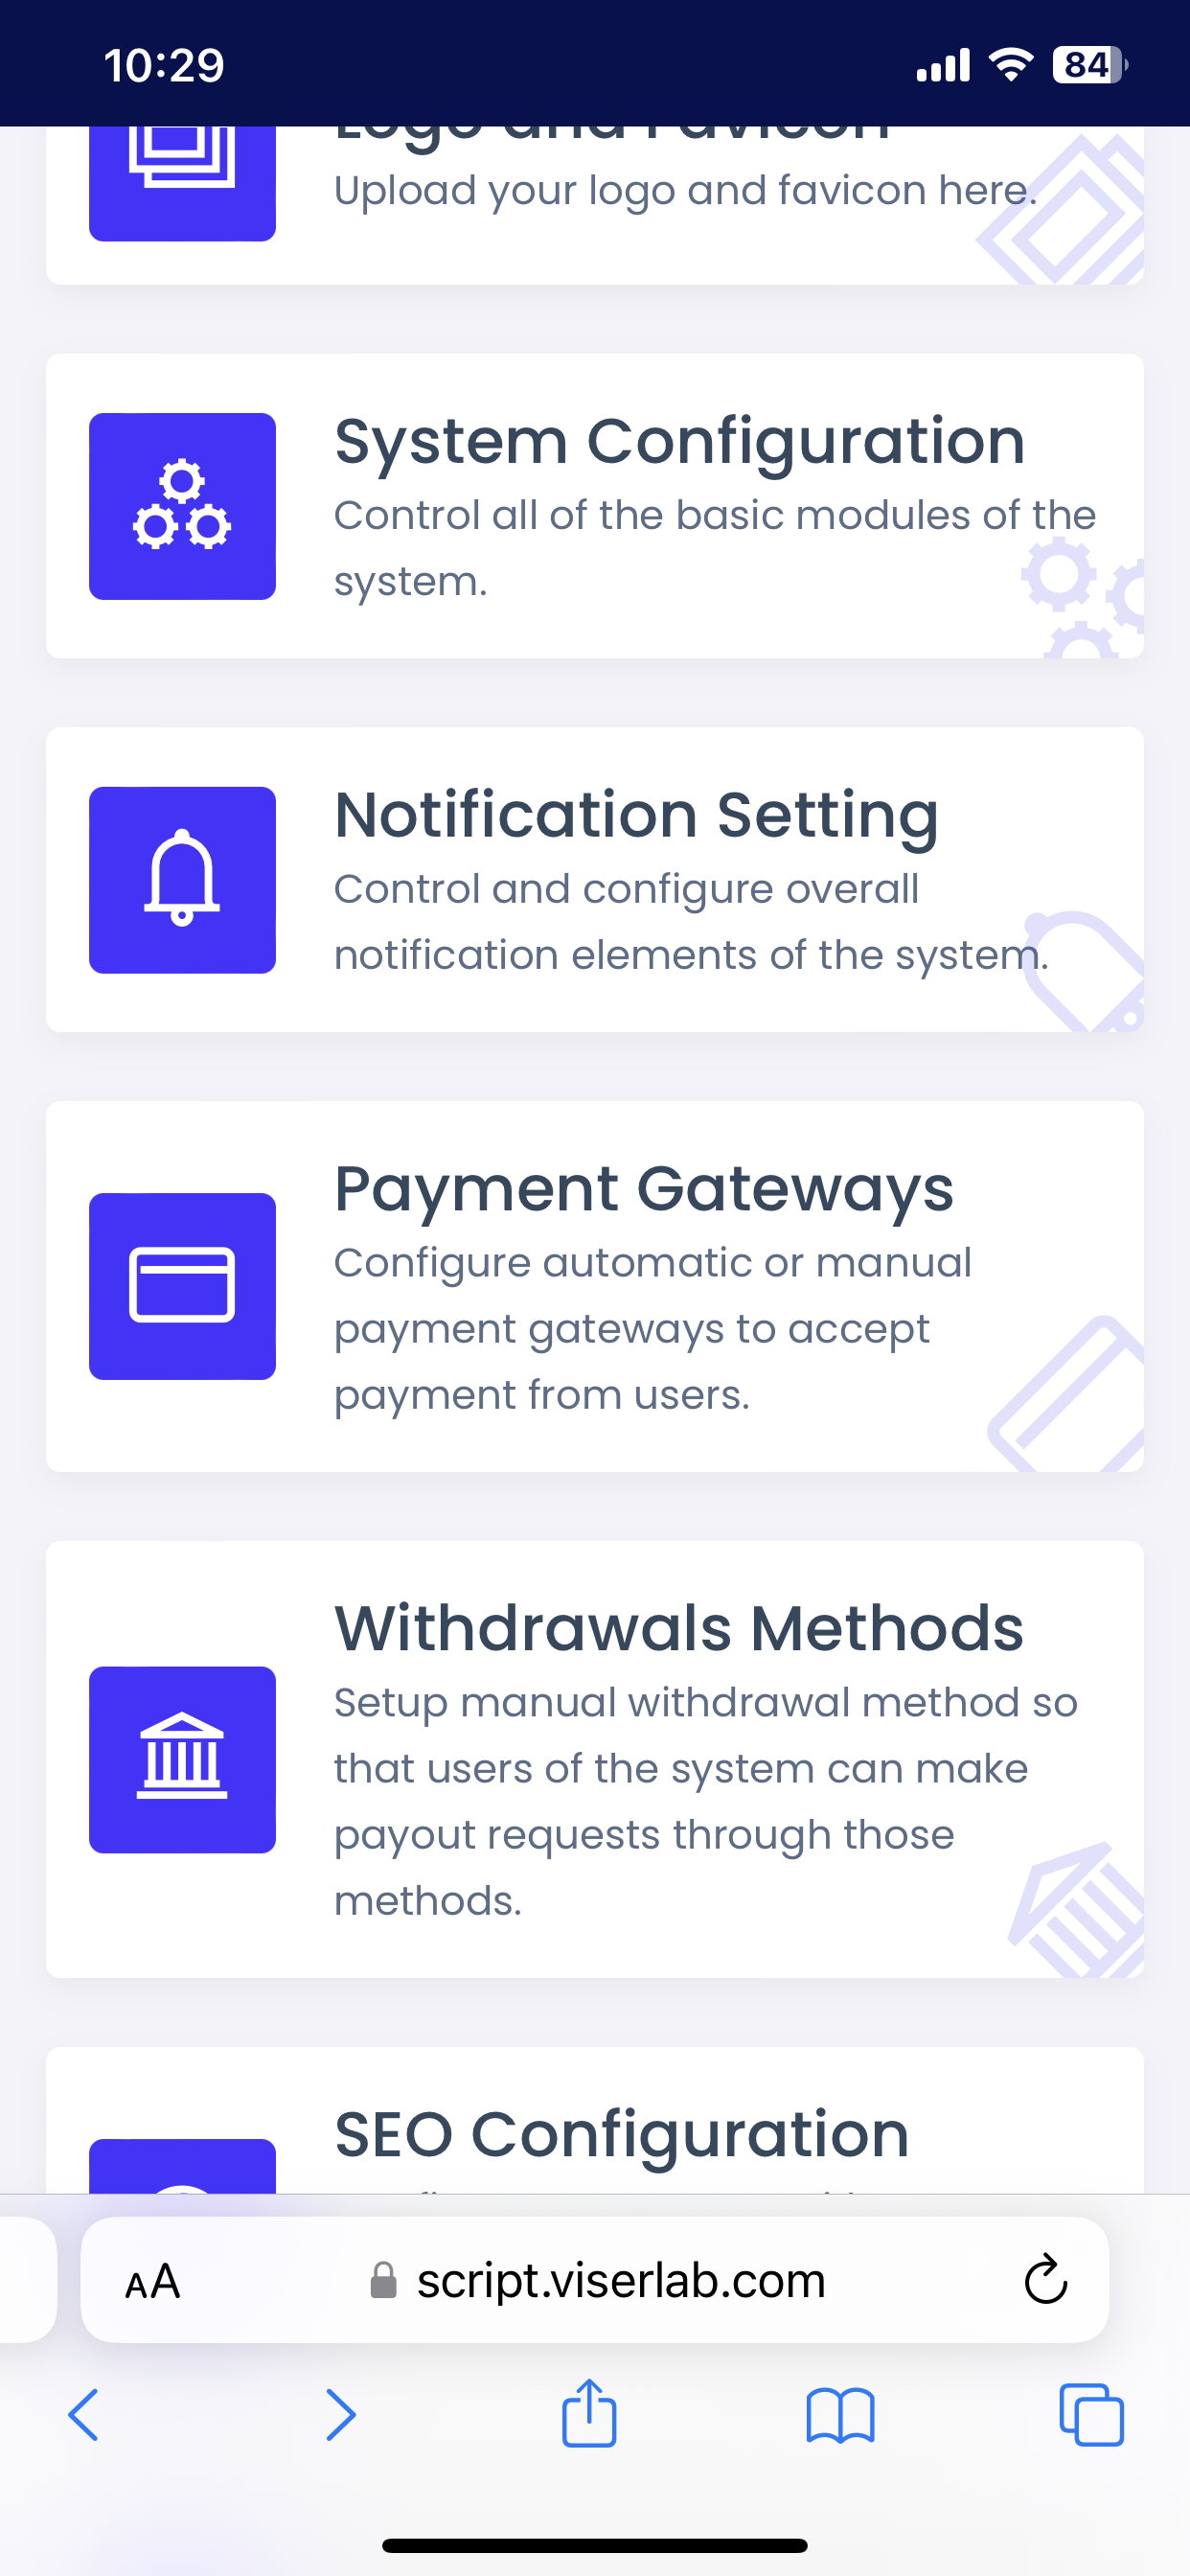 10:29
84
Logo and Favicon
Upload your logo and favicon here.
System Configuration
Control all of the basic modules of the
system.
Notification Setting
Control and configure overall
notification elements of the system.
Payment Gateways
Configure automatic or manual
payment gateways to accept
payment from users.
Withdrawals Methods
Setup manual withdrawal method so
that users of the system can make
payout requests through those
methods.
SEO Configuration
AA
script.viserlab.com